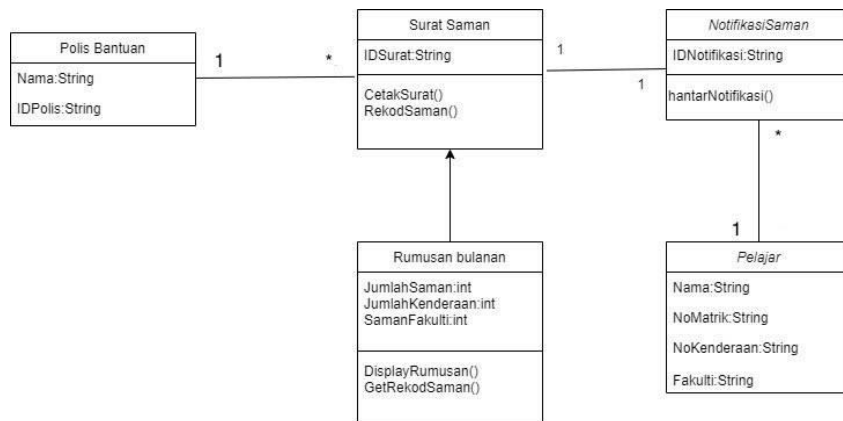 Polis Bantuan
Nama:String
IDPolis:String
1
*
Surat Saman
IDSurat:String
CetakSurat()
RekodSaman()
1
1
NotifikasiSaman
IDNotifikasi:String
hantarNotifikasi()
*
1
Rumusan bulanan
JumlahSaman:int
JumlahKenderaan:int
SamanFakulti:int
DisplayRumusan()
GetRekodSaman()
Pelajar
Nama:String
NoMatrik:String
NoKenderaan:String
Fakulti:String